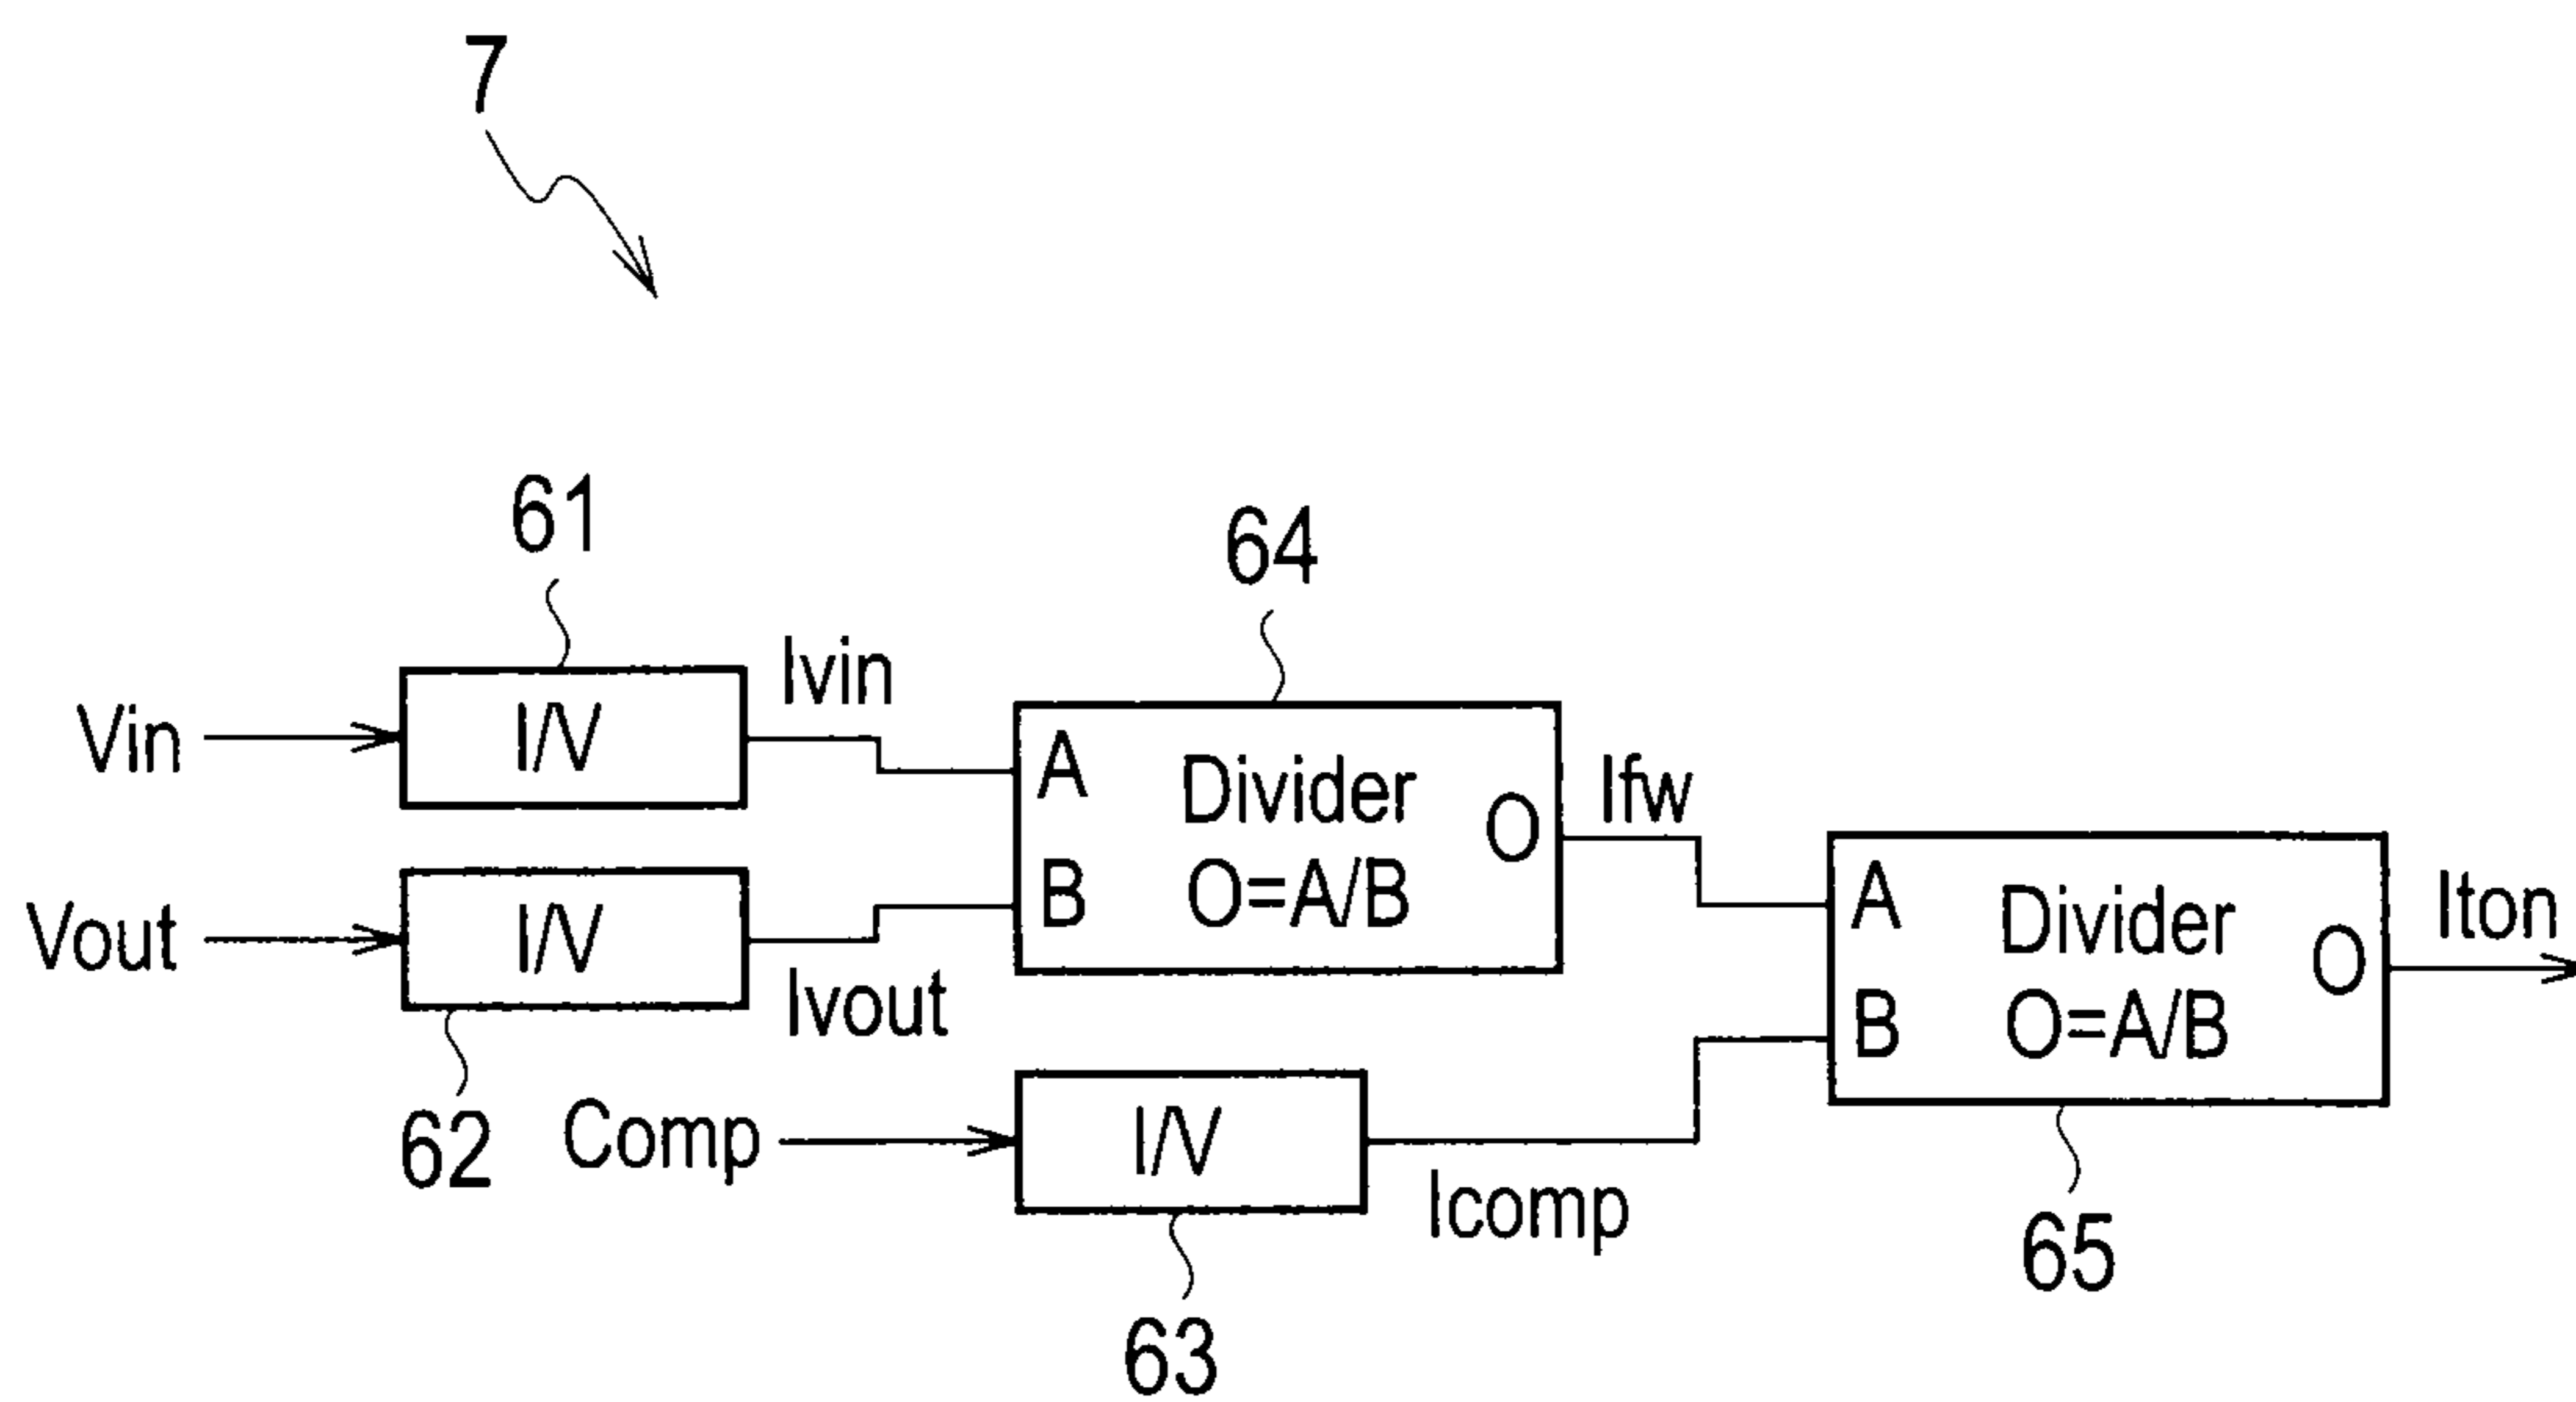 7
61
64
Vin
I/V
Ivin
A
Divider
O=A/B
B
O
Ifw
Vout
I/V
Ivout
62
Comp
I/V
Icomp
63
A
Divider
O=A/B
B
O
Iton
65